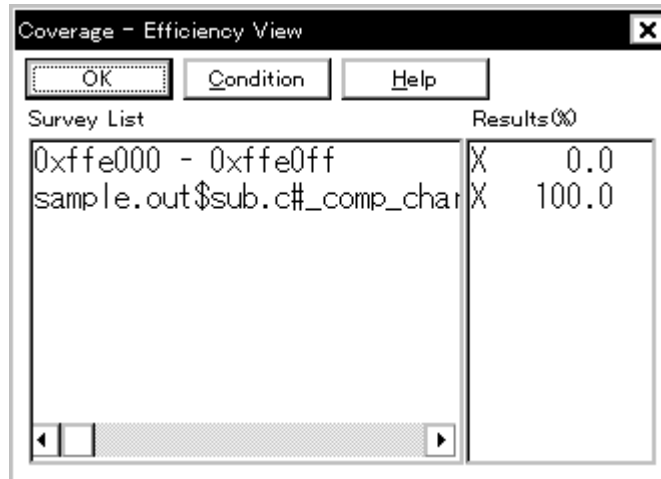 Coverage - Efficiency View
OK Condition Help
Survey List Results(%)
0xffe000 - 0xffe0ff X 0.0
sample.out$sub.c#_comp_char X 100.0